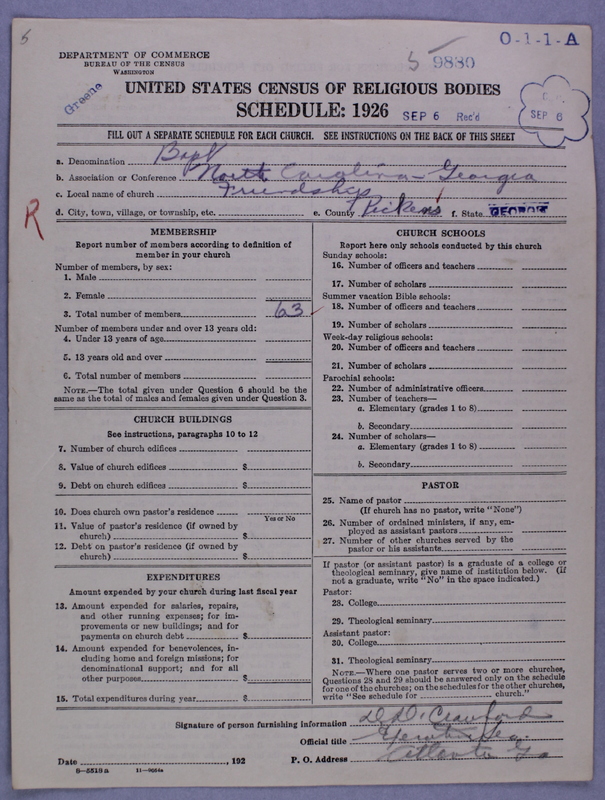 5
O-1-1-A
DEPARTMENT OF COMMERCE
BUREAU OF THE CENSUS
WASHINGTON
5 9830
Greene
UNITED STATES CENSUS OF RELIGIOUS BODIES
SCHEDULE: 1926
SEP 6 Rec'd
SEP 6
FILL OUT A SEPARATE SCHEDULE FOR EACH CHURCH. SEE INSTRUCTIONS ON THE BACK OF THIS SHEET
a. Denomination Bapt
b. Association or Conference North Carolina-Georgia
c. Local name of church Friendship
d. City, town, village, or township, etc. e. County Pickens f. State GEORGIA
R
MEMBERSHIP
Report number of members according to definition of
member in your church
Number of members, by sex:
1. Male
2. Female
3. Total number of members 63
Number of members under and over 13 years old:
4. Under 13 years of age
5. 13 years old and over
6. Total number of members
NOTE.—The total given under Question 6 should be the
same as the total of males and females given under Question 3.
CHURCH BUILDINGS
See instructions, paragraphs 10 to 12
7. Number of church edifices
8. Value of church edifices $
9. Debt on church edifices $
10. Does church own pastor's residence
Yes or No
11. Value of pastor's residence (if owned by
church) $
12. Debt on pastor's residence (if owned by
church) $
EXPENDITURES
Amount expended by your church during last fiscal year
13. Amount expended for salaries, repairs,
and other running expenses; for im-
provements or new buildings; and for
payments on church debt $
14. Amount expended for benevolences, in-
cluding home and foreign missions; for
denominational support; and for all
other purposes $
15. Total expenditures during year $
CHURCH SCHOOLS
Report here only schools conducted by this church
Sunday schools:
16. Number of officers and teachers
17. Number of scholars
Summer vacation Bible schools:
18. Number of officers and teachers
19. Number of scholars
Week-day religious schools:
20. Number of officers and teachers
21. Number of scholars
Parochial schools:
22. Number of administrative officers
23. Number of teachers—
a. Elementary (grades 1 to 8)
b. Secondary
24. Number of scholars—
a. Elementary (grades 1 to 8)
b. Secondary
PASTOR
25. Name of pastor
(If church has no pastor, write "None")
26. Number of ordained ministers, if any, em-
ployed as assistant pastors
27. Number of other churches served by the
pastor or his assistants
If pastor (or assistant pastor) is a graduate of a college or
theological seminary, give name of institution below. (If
not a graduate, write "No" in the space indicated.)
Pastor:
28. College
29. Theological seminary
Assistant pastor:
30. College
31. Theological seminary
NOTE.—Where one pastor serves two or more churches,
Questions 28 and 29 should be answered only on the schedule
for one of the churches; on the schedules for the other churches,
write "See schedule for church."
Signature of person furnishing information D. D. Crawford
Official title Sec.
Date , 192 P. O. Address Atlanta Ga
8-5518a 11-9054a